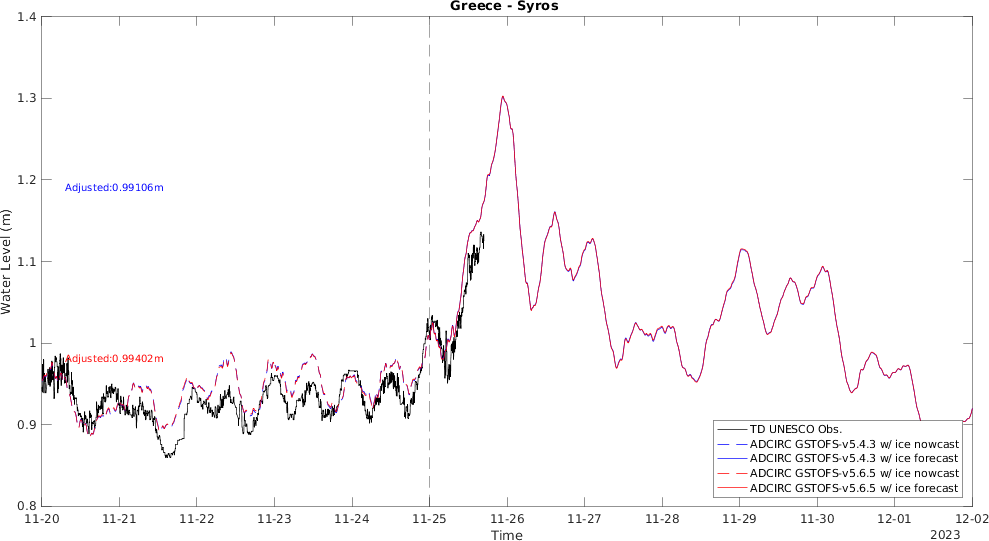 Greece - Syros
1.4
1.3
1.2
1.1
1
0.9
0.8
Water Level (m)
Adjusted:0.99106m
Adjusted:0.99402m
TD UNESCO Obs.
ADCIRC GSTOFS-v5.4.3 w/ ice nowcast
ADCIRC GSTOFS-v5.4.3 w/ ice forecast
ADCIRC GSTOFS-v5.6.5 w/ ice nowcast
ADCIRC GSTOFS-v5.6.5 w/ ice forecast
11-20 11-21 11-22 11-23 11-24 11-25 11-26 11-27 11-28 11-29 11-30 12-01 12-02
Time
2023